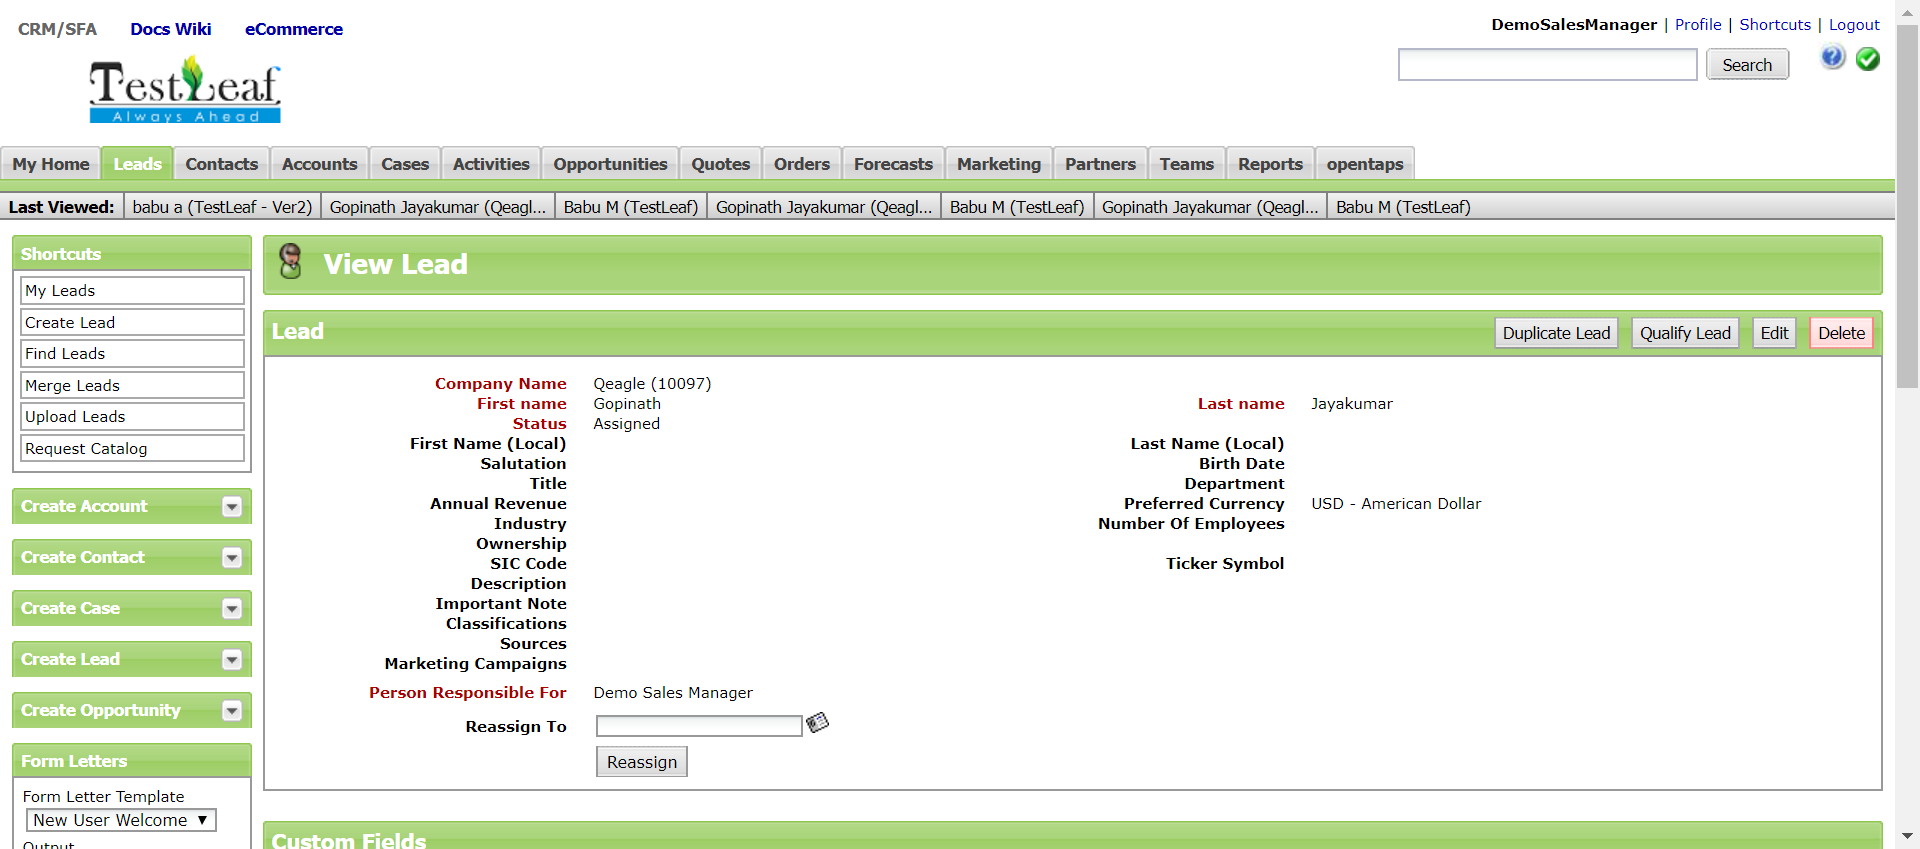 CRM/SFA Docs Wiki eCommerce
DemoSalesManager | Profile | Shortcuts | Logout
Search
TestLeaf
Always Ahead
My Home Leads Contacts Accounts Cases Activities Opportunities Quotes Orders Forecasts Marketing Partners Teams Reports opentaps
Last Viewed: babu a (TestLeaf - Ver2) Gopinath Jayakumar (Qeagl... Babu M (TestLeaf) Gopinath Jayakumar (Qeagl... Babu M (TestLeaf) Gopinath Jayakumar (Qeagl... Babu M (TestLeaf)
Shortcuts
My Leads
Create Lead
Find Leads
Merge Leads
Upload Leads
Request Catalog
Create Account
Create Contact
Create Case
Create Lead
Create Opportunity
Form Letters
Form Letter Template
New User Welcome
Output
View Lead
Lead Duplicate Lead Qualify Lead Edit Delete
Company Name Qeagle (10097)
First name Gopinath Last name Jayakumar
Status Assigned
First Name (Local) Last Name (Local)
Salutation Birth Date
Title Department
Annual Revenue Preferred Currency USD - American Dollar
Industry Number Of Employees
Ownership
SIC Code Ticker Symbol
Description
Important Note
Classifications
Sources
Marketing Campaigns
Person Responsible For Demo Sales Manager
Reassign To
Reassign
Custom Fields